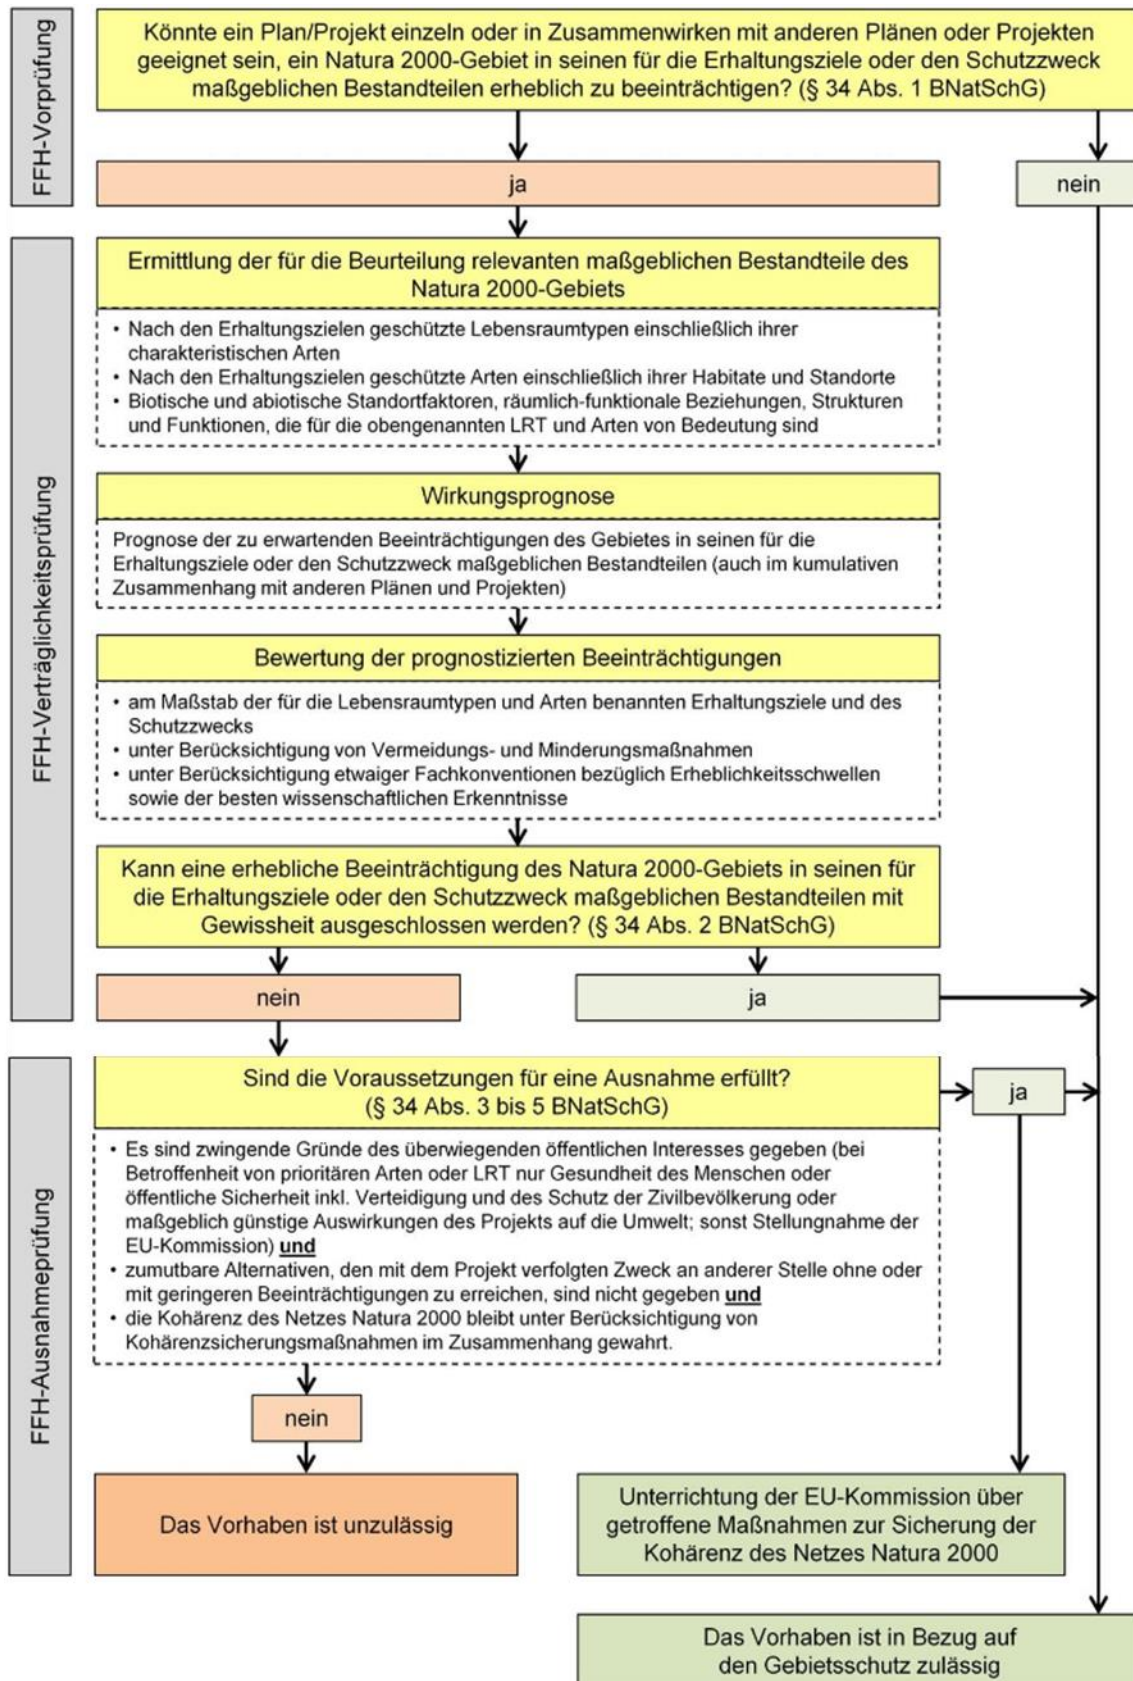 FFH-Vorprüfung
Könnte ein Plan/Projekt einzeln oder in Zusammenwirken mit anderen Plänen oder Projekten
geeignet sein, ein Natura 2000-Gebiet in seinen für die Erhaltungsziele oder den Schutzzweck
maßgeblichen Bestandteilen erheblich zu beeinträchtigen? (§ 34 Abs. 1 BNatSchG)
ja
nein
FFH-Verträglichkeitsprüfung
Ermittlung der für die Beurteilung relevanten maßgeblichen Bestandteile des
Natura 2000-Gebiets
• Nach den Erhaltungszielen geschützte Lebensraumtypen einschließlich ihrer
charakteristischen Arten
• Nach den Erhaltungszielen geschützte Arten einschließlich ihrer Habitate und Standorte
• Biotische und abiotische Standortfaktoren, räumlich-funktionale Beziehungen, Strukturen
und Funktionen, die für die obengenannten LRT und Arten von Bedeutung sind
Wirkungsprognose
Prognose der zu erwartenden Beeinträchtigungen des Gebietes in seinen für die
Erhaltungsziele oder den Schutzzweck maßgeblichen Bestandteilen (auch im kumulativen
Zusammenhang mit anderen Plänen und Projekten)
Bewertung der prognostizierten Beeinträchtigungen
• am Maßstab der für die Lebensraumtypen und Arten benannten Erhaltungsziele und des
Schutzzwecks
• unter Berücksichtigung von Vermeidungs- und Minderungsmaßnahmen
• unter Berücksichtigung etwaiger Fachkonventionen bezüglich Erheblichkeitsschwellen
sowie der besten wissenschaftlichen Erkenntnisse
Kann eine erhebliche Beeinträchtigung des Natura 2000-Gebiets in seinen für
die Erhaltungsziele oder den Schutzzweck maßgeblichen Bestandteilen mit
Gewissheit ausgeschlossen werden? (§ 34 Abs. 2 BNatSchG)
nein
ja
FFH-Ausnahmeprüfung
Sind die Voraussetzungen für eine Ausnahme erfüllt?
(§ 34 Abs. 3 bis 5 BNatSchG)
ja
• Es sind zwingende Gründe des überwiegenden öffentlichen Interesses gegeben (bei
Betroffenheit von prioritären Arten oder LRT nur Gesundheit des Menschen oder
öffentliche Sicherheit inkl. Verteidigung und des Schutz der Zivilbevölkerung oder
maßgeblich günstige Auswirkungen des Projekts auf die Umwelt; sonst Stellungnahme der
EU-Kommission) und
• zumutbare Alternativen, den mit dem Projekt verfolgten Zweck an anderer Stelle ohne oder
mit geringeren Beeinträchtigungen zu erreichen, sind nicht gegeben und
• die Kohärenz des Netzes Natura 2000 bleibt unter Berücksichtigung von
Kohärenzsicherungsmaßnahmen im Zusammenhang gewahrt.
nein
Das Vorhaben ist unzulässig
Unterrichtung der EU-Kommission über
getroffene Maßnahmen zur Sicherung der
Kohärenz des Netzes Natura 2000
Das Vorhaben ist in Bezug auf
den Gebietsschutz zulässig